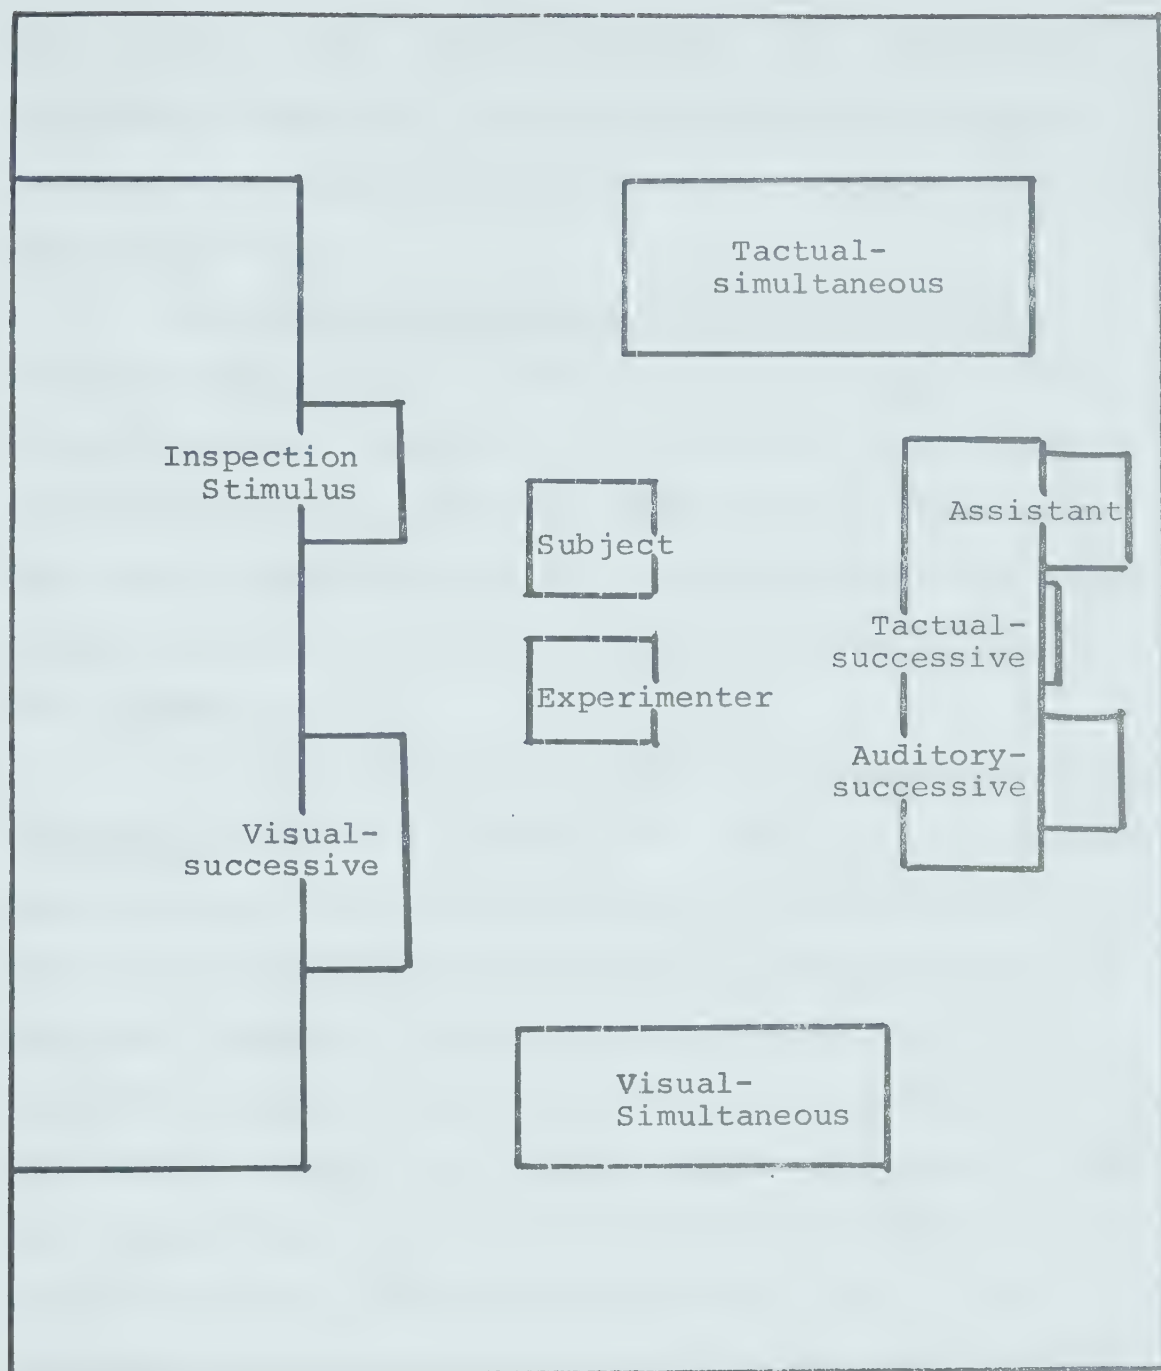 Tactual-
simultaneous
Inspection
Stimulus
Assistant
Subject
Tactual-
successive
Experimenter
Auditory-
successive
Visual-
successive
Visual-
Simultaneous